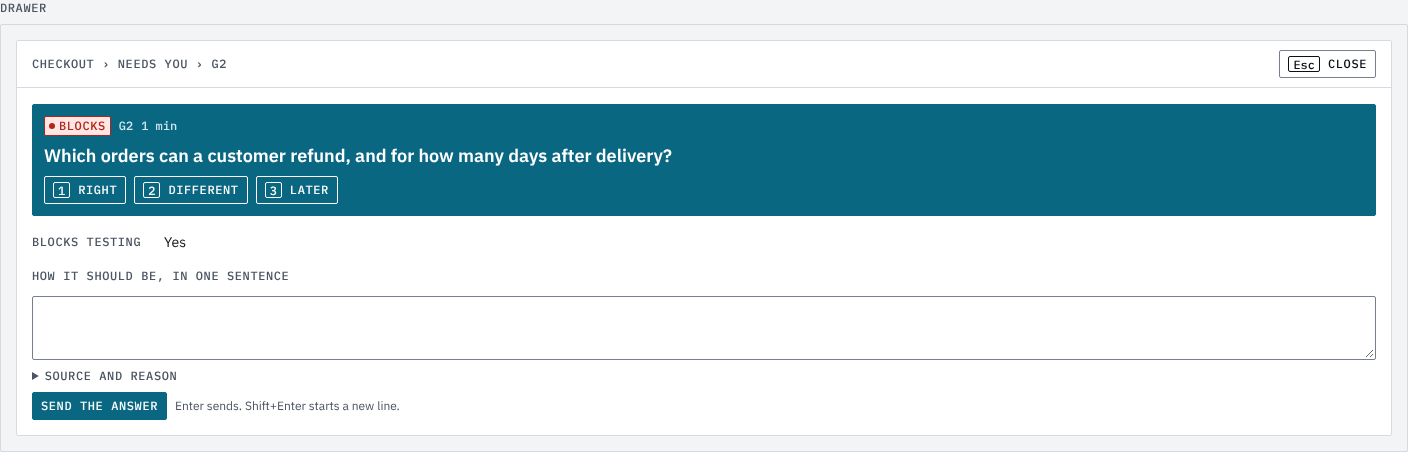 DRAWER
CHECKOUT › NEEDS YOU › G2
Esc CLOSE
BLOCKS G2 1 min
Which orders can a customer refund, and for how many days after delivery?
1 RIGHT 2 DIFFERENT 3 LATER
BLOCKS TESTING Yes
HOW IT SHOULD BE, IN ONE SENTENCE
SOURCE AND REASON
SEND THE ANSWER Enter sends. Shift+Enter starts a new line.